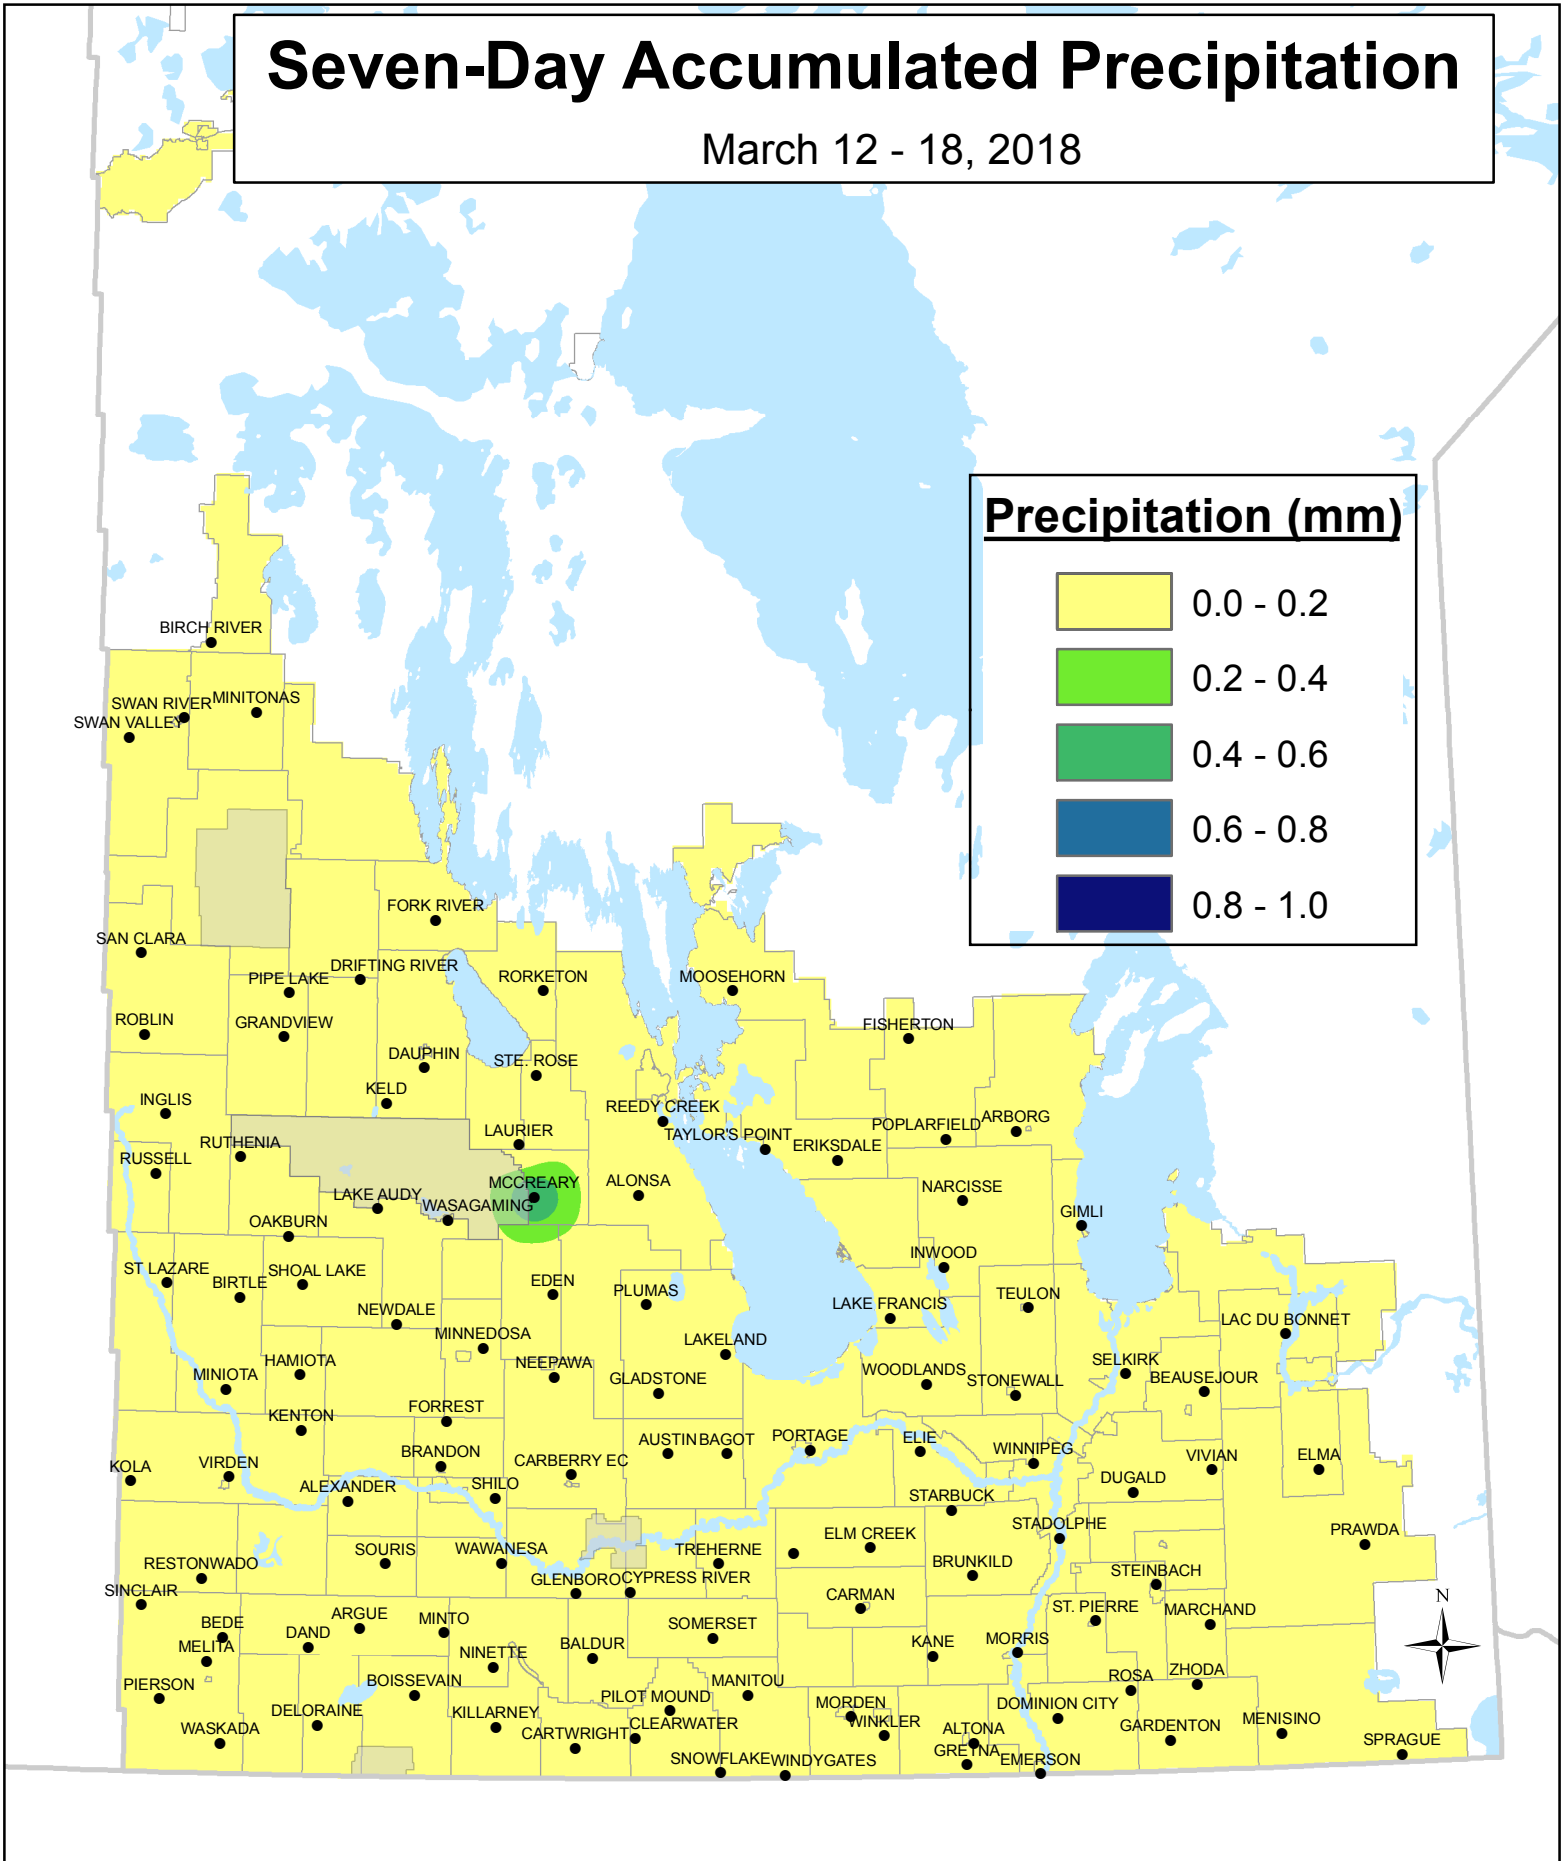 Seven-Day Accumulated Precipitation
March 12 - 18, 2018
Precipitation (mm)
0.0 - 0.2
0.2 - 0.4
0.4 - 0.6
0.6 - 0.8
0.8 - 1.0
BIRCH RIVER
SWAN RIVER
MINITONAS
SWAN VALLEY
FORK RIVER
SAN CLARA
DRIFTING RIVER
PIPE LAKE
RORKETON
MOOSEHORN
ROBLIN
GRANDVIEW
FISHERTON
DAUPHIN
STE. ROSE
KELD
INGLIS
REEDY CREEK
ARBORG
POPLARFIELD
LAURIER
TAYLOR'S POINT
ERIKSDALE
RUTHENIA
RUSSELL
MCCREARY
ALONSA
NARCISSE
LAKE AUDY
WASAGAMING
GIMLI
OAKBURN
INWOOD
ST LAZARE
BIRTLE
SHOAL LAKE
EDEN
PLUMAS
TEULON
NEWDALE
LAKE FRANCIS
LAC DU BONNET
MINNEDOSA
LAKELAND
HAMIOTA
NEEPAWA
SELKIRK
MINIOTA
GLADSTONE
WOODLANDS
STONEWALL
BEAUSEJOUR
KENTON
FORREST
BRANDON
AUSTIN
BAGOT
PORTAGE
ELIE
WINNIPEG
KOLA
VIRDEN
CARBERRY EC
VIVIAN
ELMA
ALEXANDER
SHILO
DUGALD
STARBUCK
STADOLPHE
ELM CREEK
PRAWDA
RESTONWADO
SOURIS
WAWANESA
TREHERNE
BRUNKILD
STEINBACH
SINCLAIR
GLENBORO
CYPRESS RIVER
CARMAN
ST. PIERRE
MARCHAND
N
BEDE
DAND
ARGUE
MINTO
SOMERSET
MELITA
NINETTE
BALDUR
KANE
MORRIS
PIERSON
BOISSEVAIN
MANITOU
ROSA
ZHODA
DELORAINE
KILLARNEY
PILOT MOUND
MORDEN
DOMINION CITY
WASKADA
CARTWRIGHT
CLEARWATER
WINKLER
ALTONA
GARDENTON
MENISINO
SPRAGUE
SNOWFLAKE
WINDYGATES
GRETNA
EMERSON